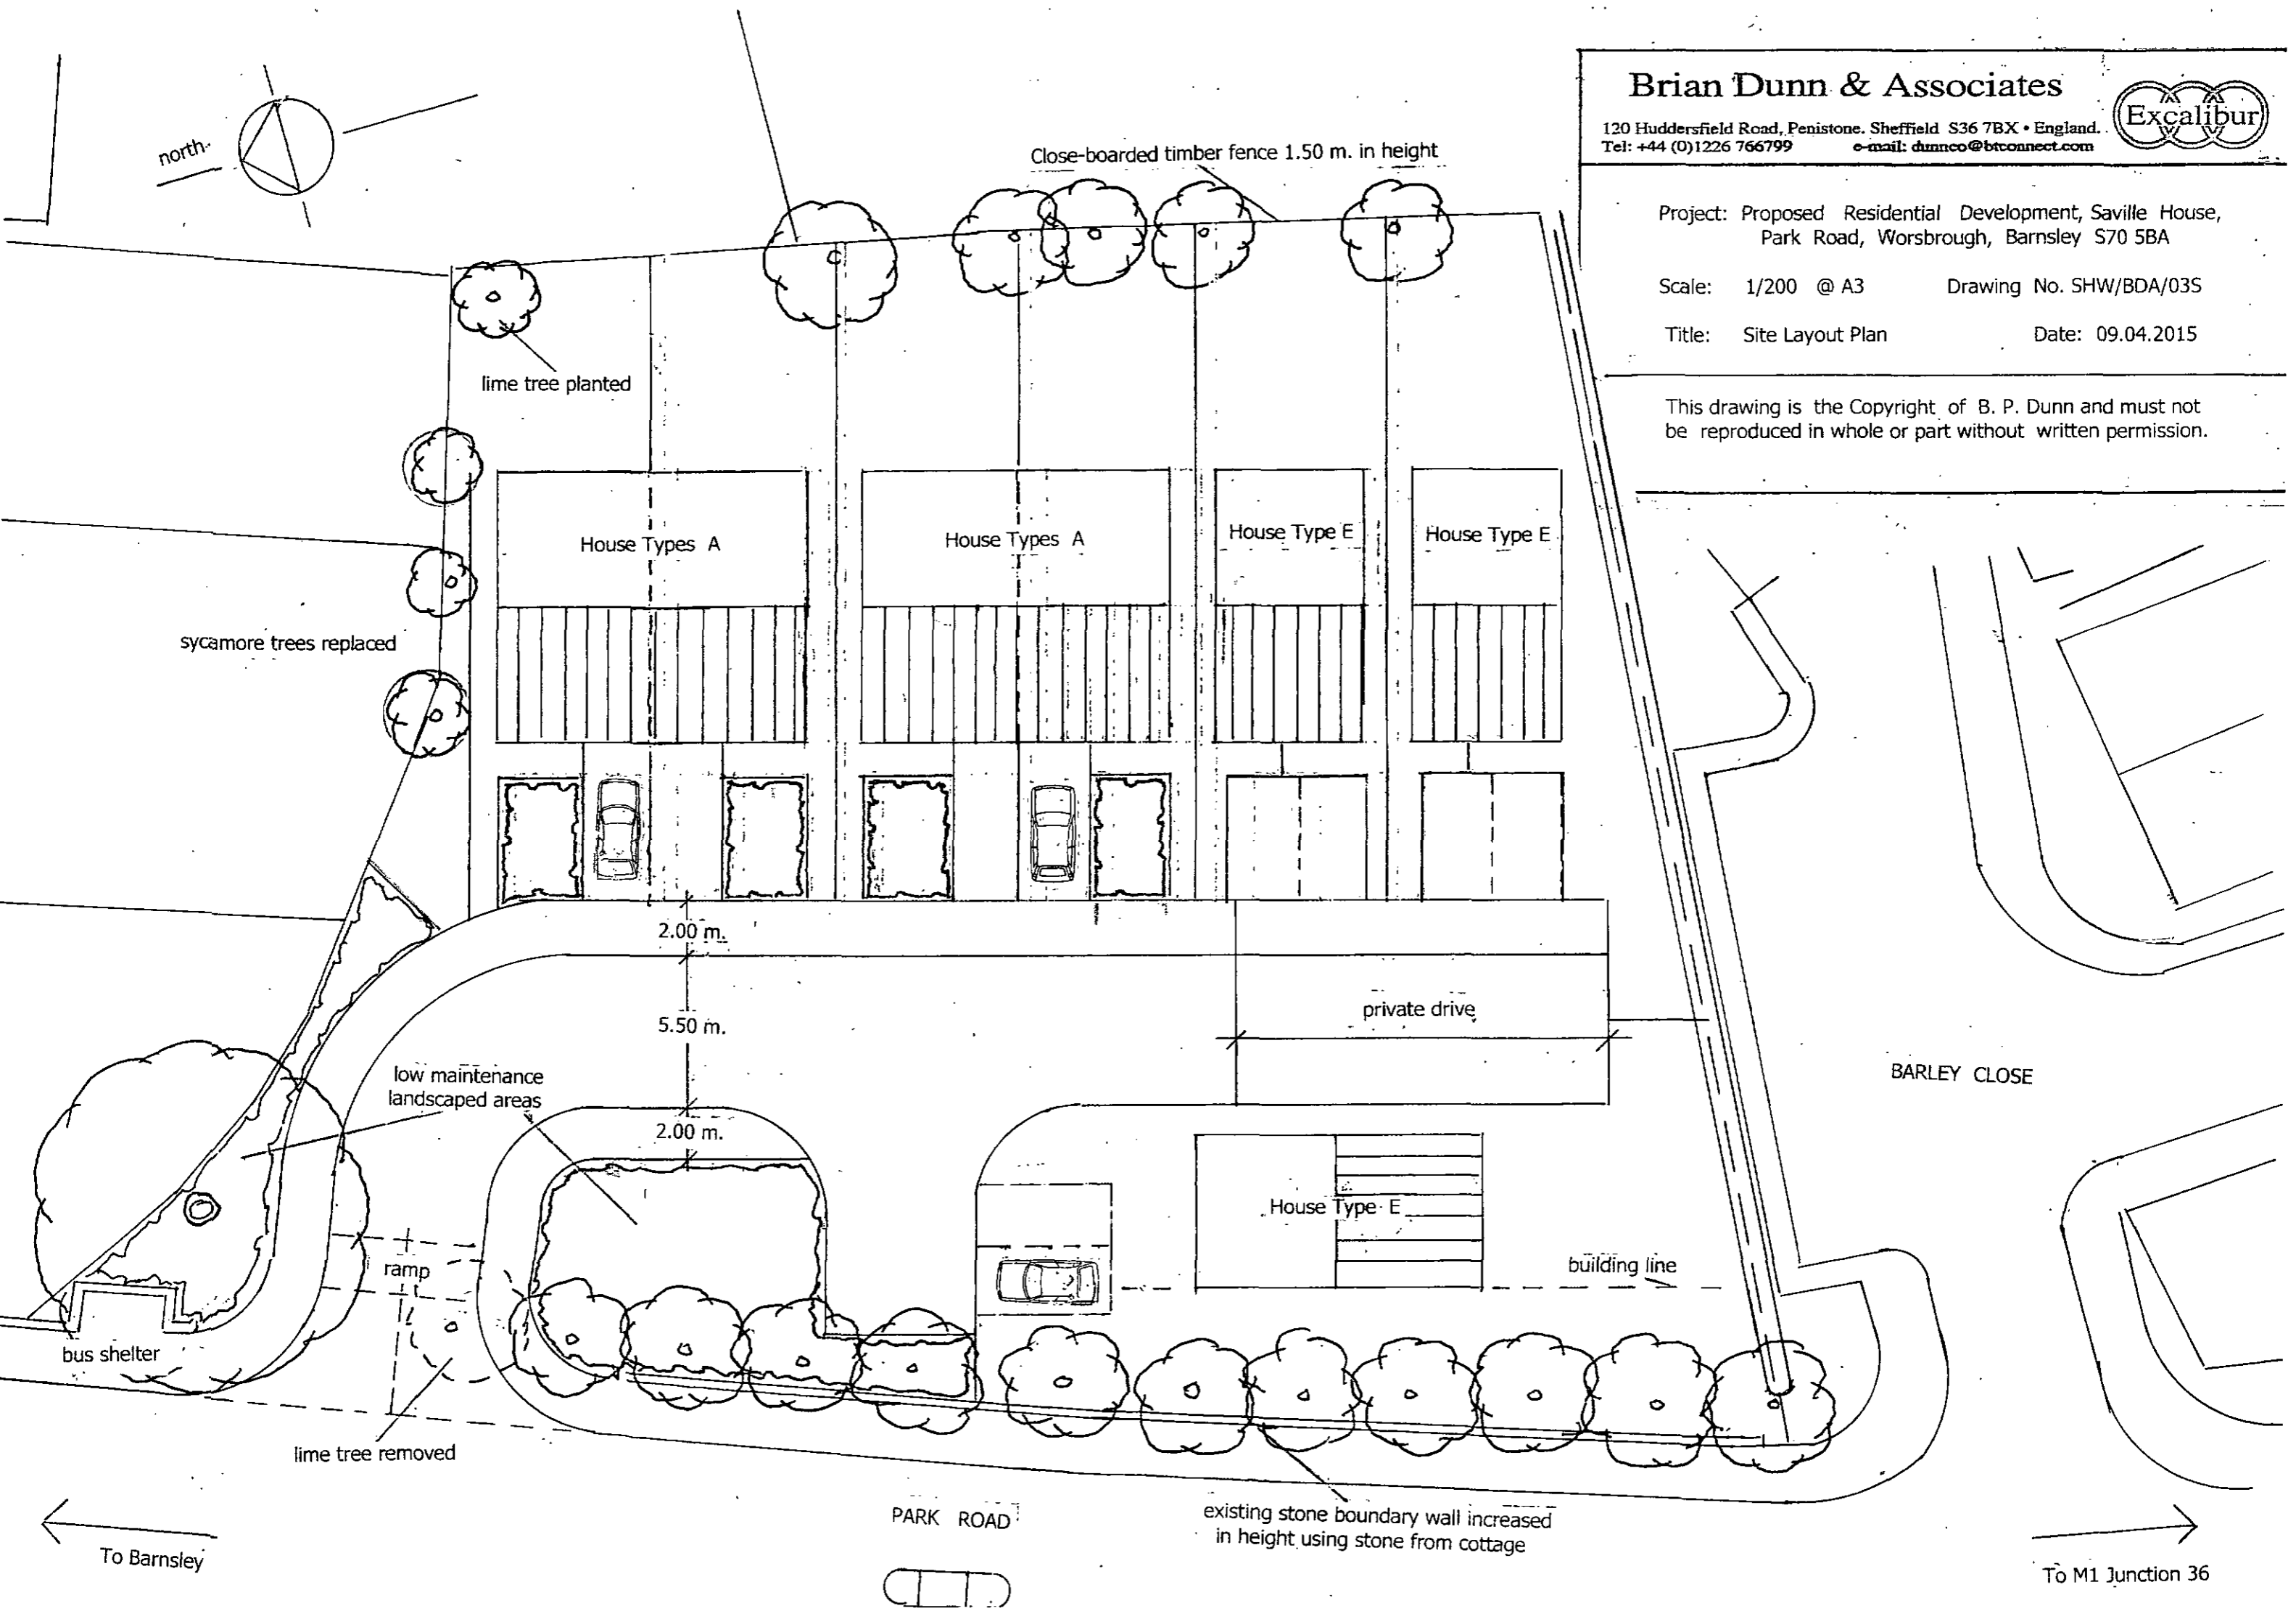 Brian Dunn & Associates
Excalibur
120 Huddersfield Road, Penistone. Sheffield S36 7BX • England.
Tel: +44 (0)1226 766799 e-mail: dunnco@btconnect.com
Project: Proposed Residential Development, Saville House,
Park Road, Worsbrough, Barnsley S70 5BA
Scale: 1/200 @ A3 Drawing No. SHW/BDA/03S
Title: Site Layout Plan Date: 09.04.2015
This drawing is the Copyright of B. P. Dunn and must not
be reproduced in whole or part without written permission.
north
Close-boarded timber fence 1.50 m. in height
lime tree planted
House Types A
House Types A
House Type E
House Type E
sycamore trees replaced
2.00 m.
5.50 m.
private drive
low maintenance
landscaped areas
2.00 m.
BARLEY CLOSE
House Type E
ramp
building line
bus shelter
lime tree removed
PARK ROAD
existing stone boundary wall increased
in height using stone from cottage
To Barnsley
To M1 Junction 36